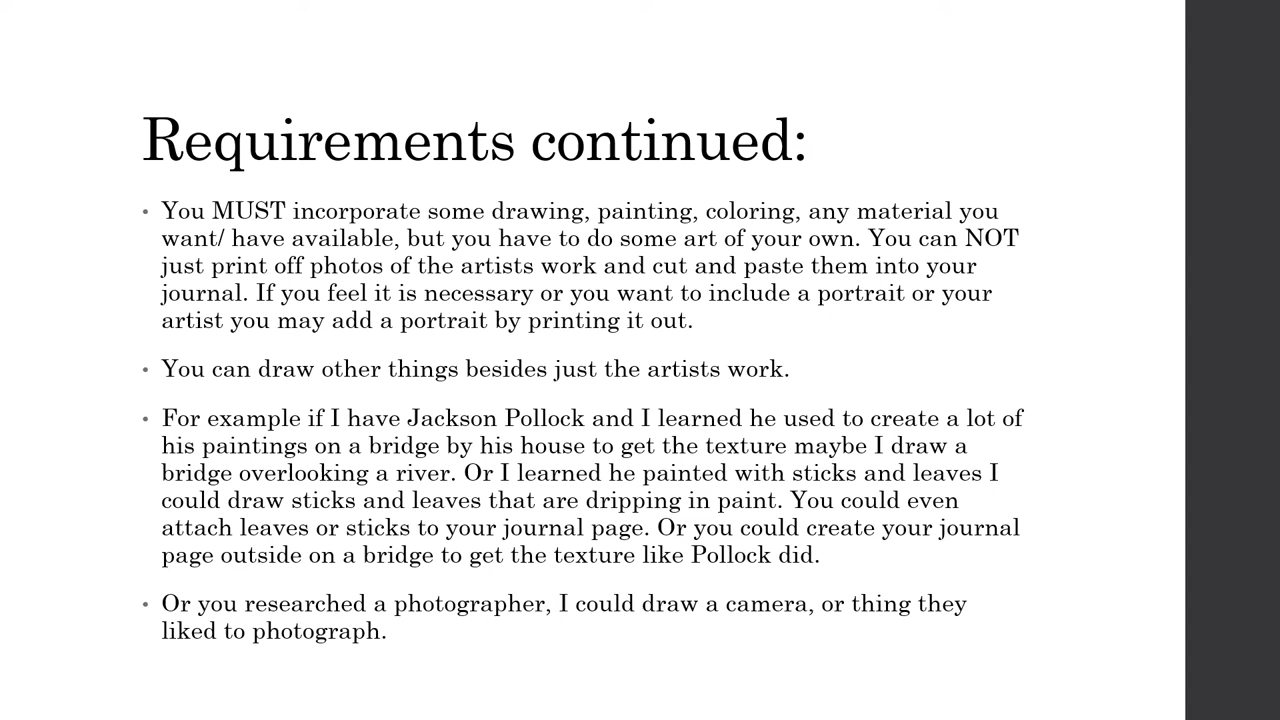 Requirements continued:
• You MUST incorporate some drawing, painting, coloring, any material you
want/ have available, but you have to do some art of your own. You can NOT
just print off photos of the artists work and cut and paste them into your
journal. If you feel it is necessary or you want to include a portrait or your
artist you may add a portrait by printing it out.
• You can draw other things besides just the artists work.
• For example if I have Jackson Pollock and I learned he used to create a lot of
his paintings on a bridge by his house to get the texture maybe I draw a
bridge overlooking a river. Or I learned he painted with sticks and leaves I
could draw sticks and leaves that are dripping in paint. You could even
attach leaves or sticks to your journal page. Or you could create your journal
page outside on a bridge to get the texture like Pollock did.
• Or you researched a photographer, I could draw a camera, or thing they
liked to photograph.